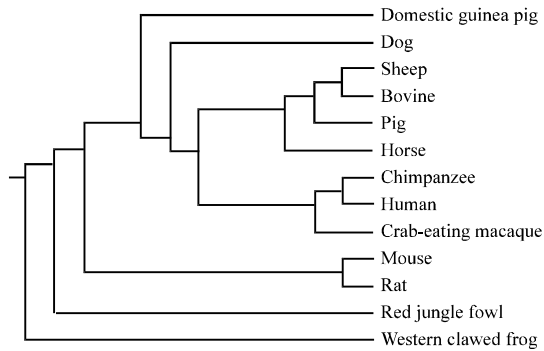 Domestic guinea pig
Dog
Sheep
Bovine
Pig
Horse
Chimpanzee
Human
Crab-eating macaque
Mouse
Rat
Red jungle fowl
Western clawed frog